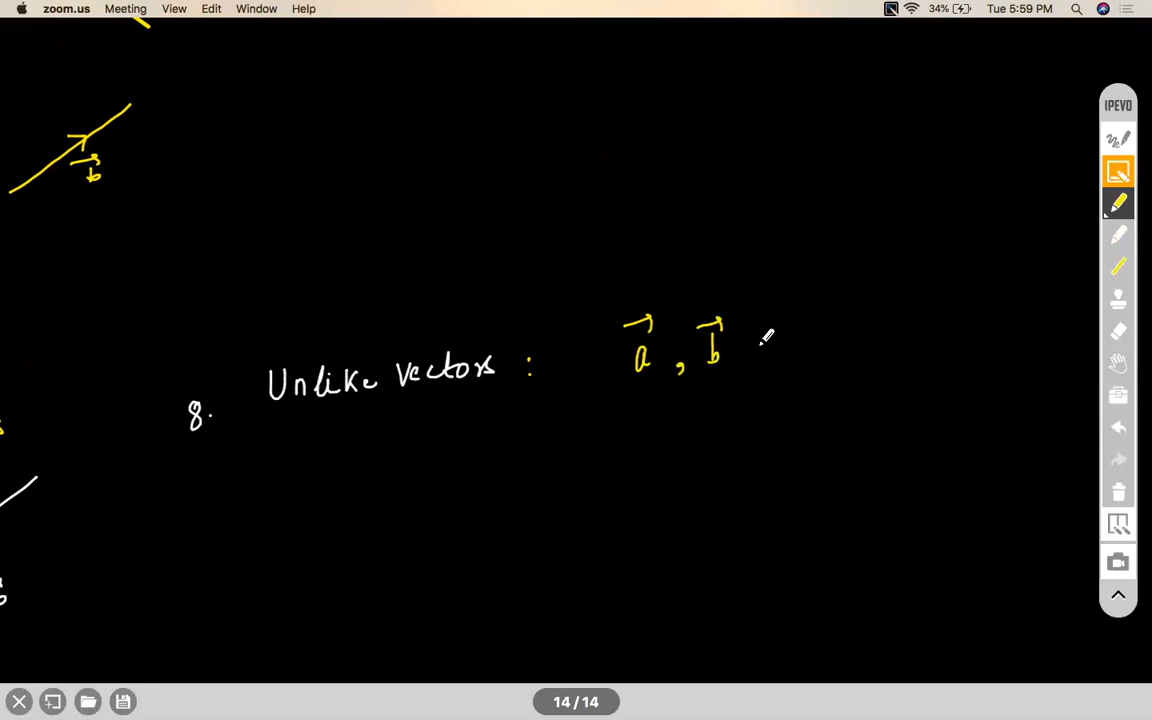 zoom.us Meeting View Edit Window Help 34% Tue 5:59 PM
IPEVO
b
8. Unlike vectors : a , b
14/14